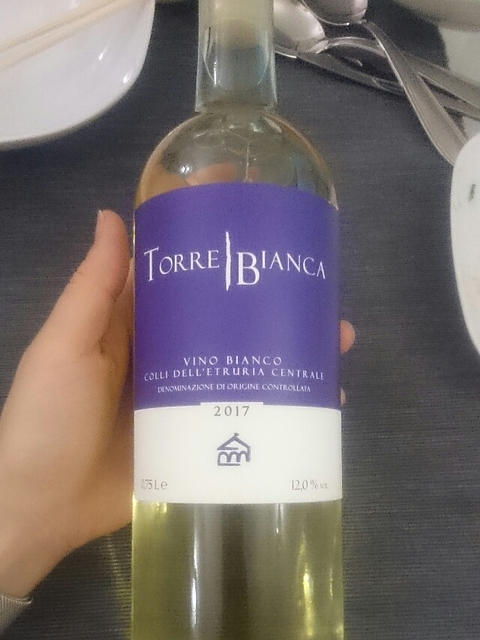 TORRE BIANCA
VINO BIANCO
COLLI DELL'ETRURIA CENTRALE
DENOMINAZIONE DI ORIGINE CONTROLLATA
2017
0,75 L e 12,0 % vol.